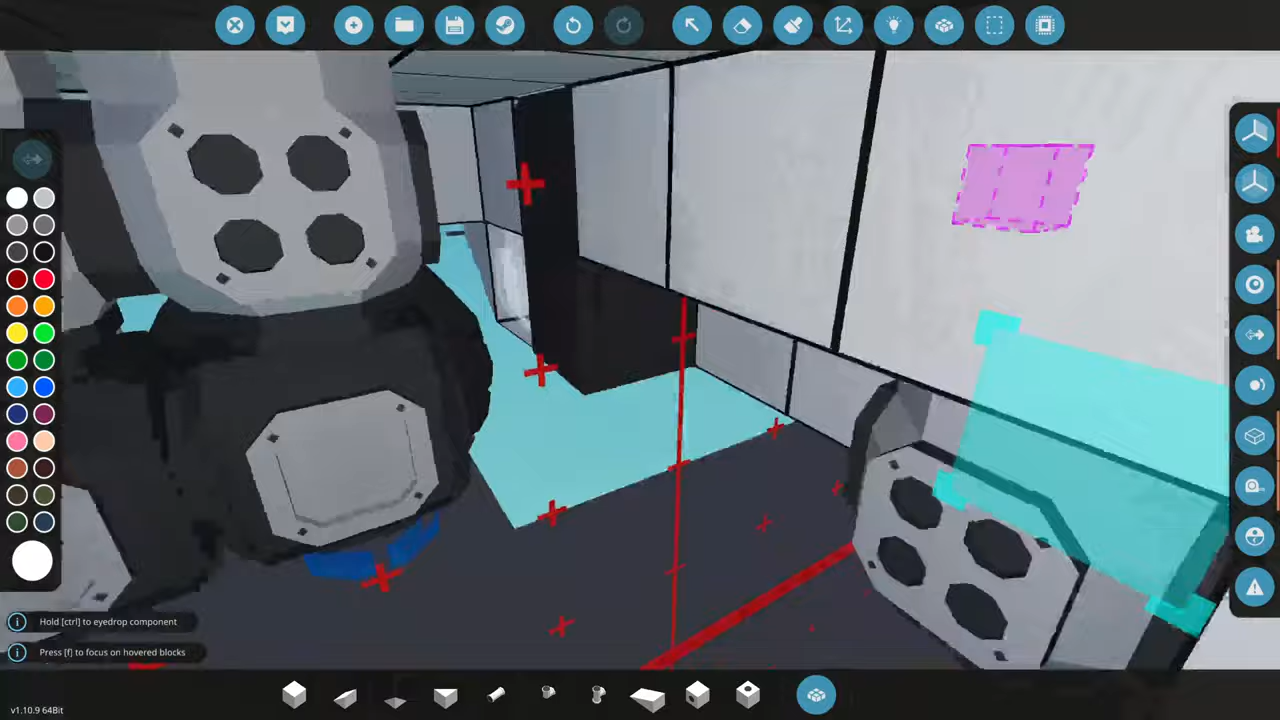 Hold [ctrl] to eyedrop component
Press [f] to focus on hovered blocks
v1.10.9 64Bit